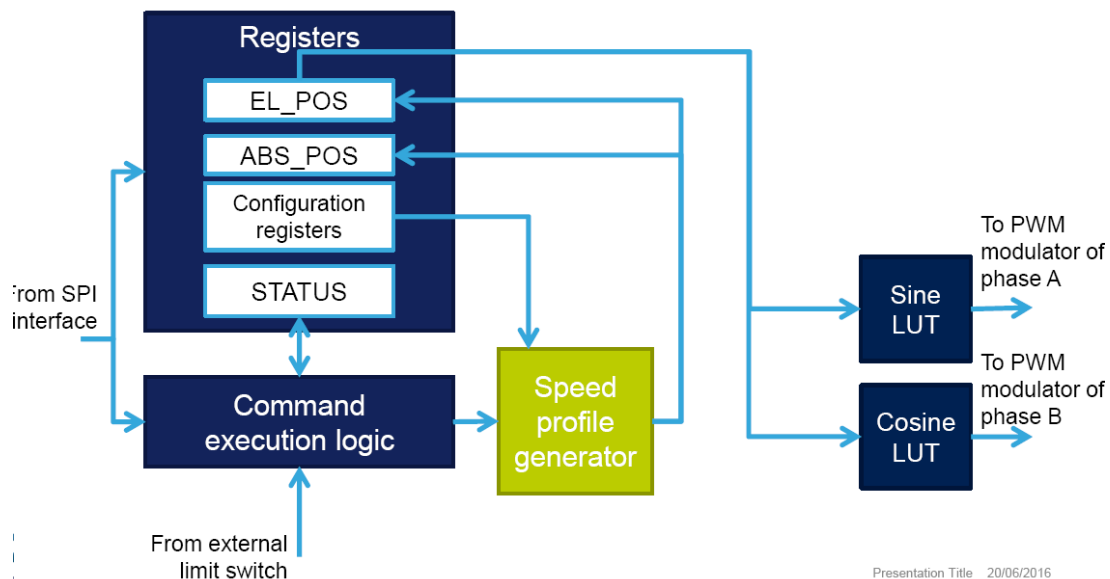 Registers
EL_POS
ABS_POS
Configuration
registers
STATUS
From SPI
interface
Command
execution logic
From external
limit switch
Speed
profile
generator
Sine
LUT
To PWM
modulator of
phase A
Cosine
LUT
To PWM
modulator of
phase B
Presentation Title 20/06/2016